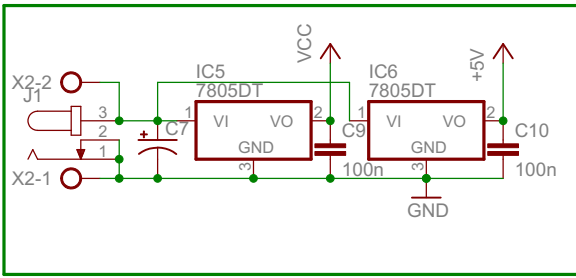 X2-2
J1
3
2
1
X2-1
C7
IC5
7805DT
1
VI
VO
2
GND
3
VCC
C9
100n
IC6
7805DT
1
VI
VO
2
GND
3
+5V
C10
100n
GND